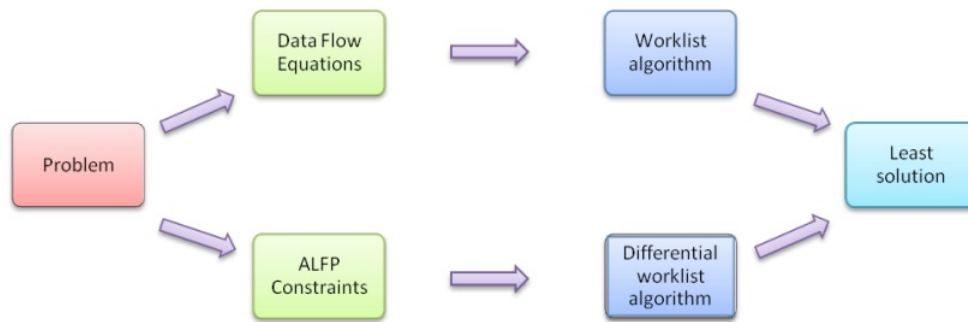 Data Flow
Equations
Worklist
algorithm
Problem
Least
solution
ALFP
Constraints
Differential
worklist
algorithm